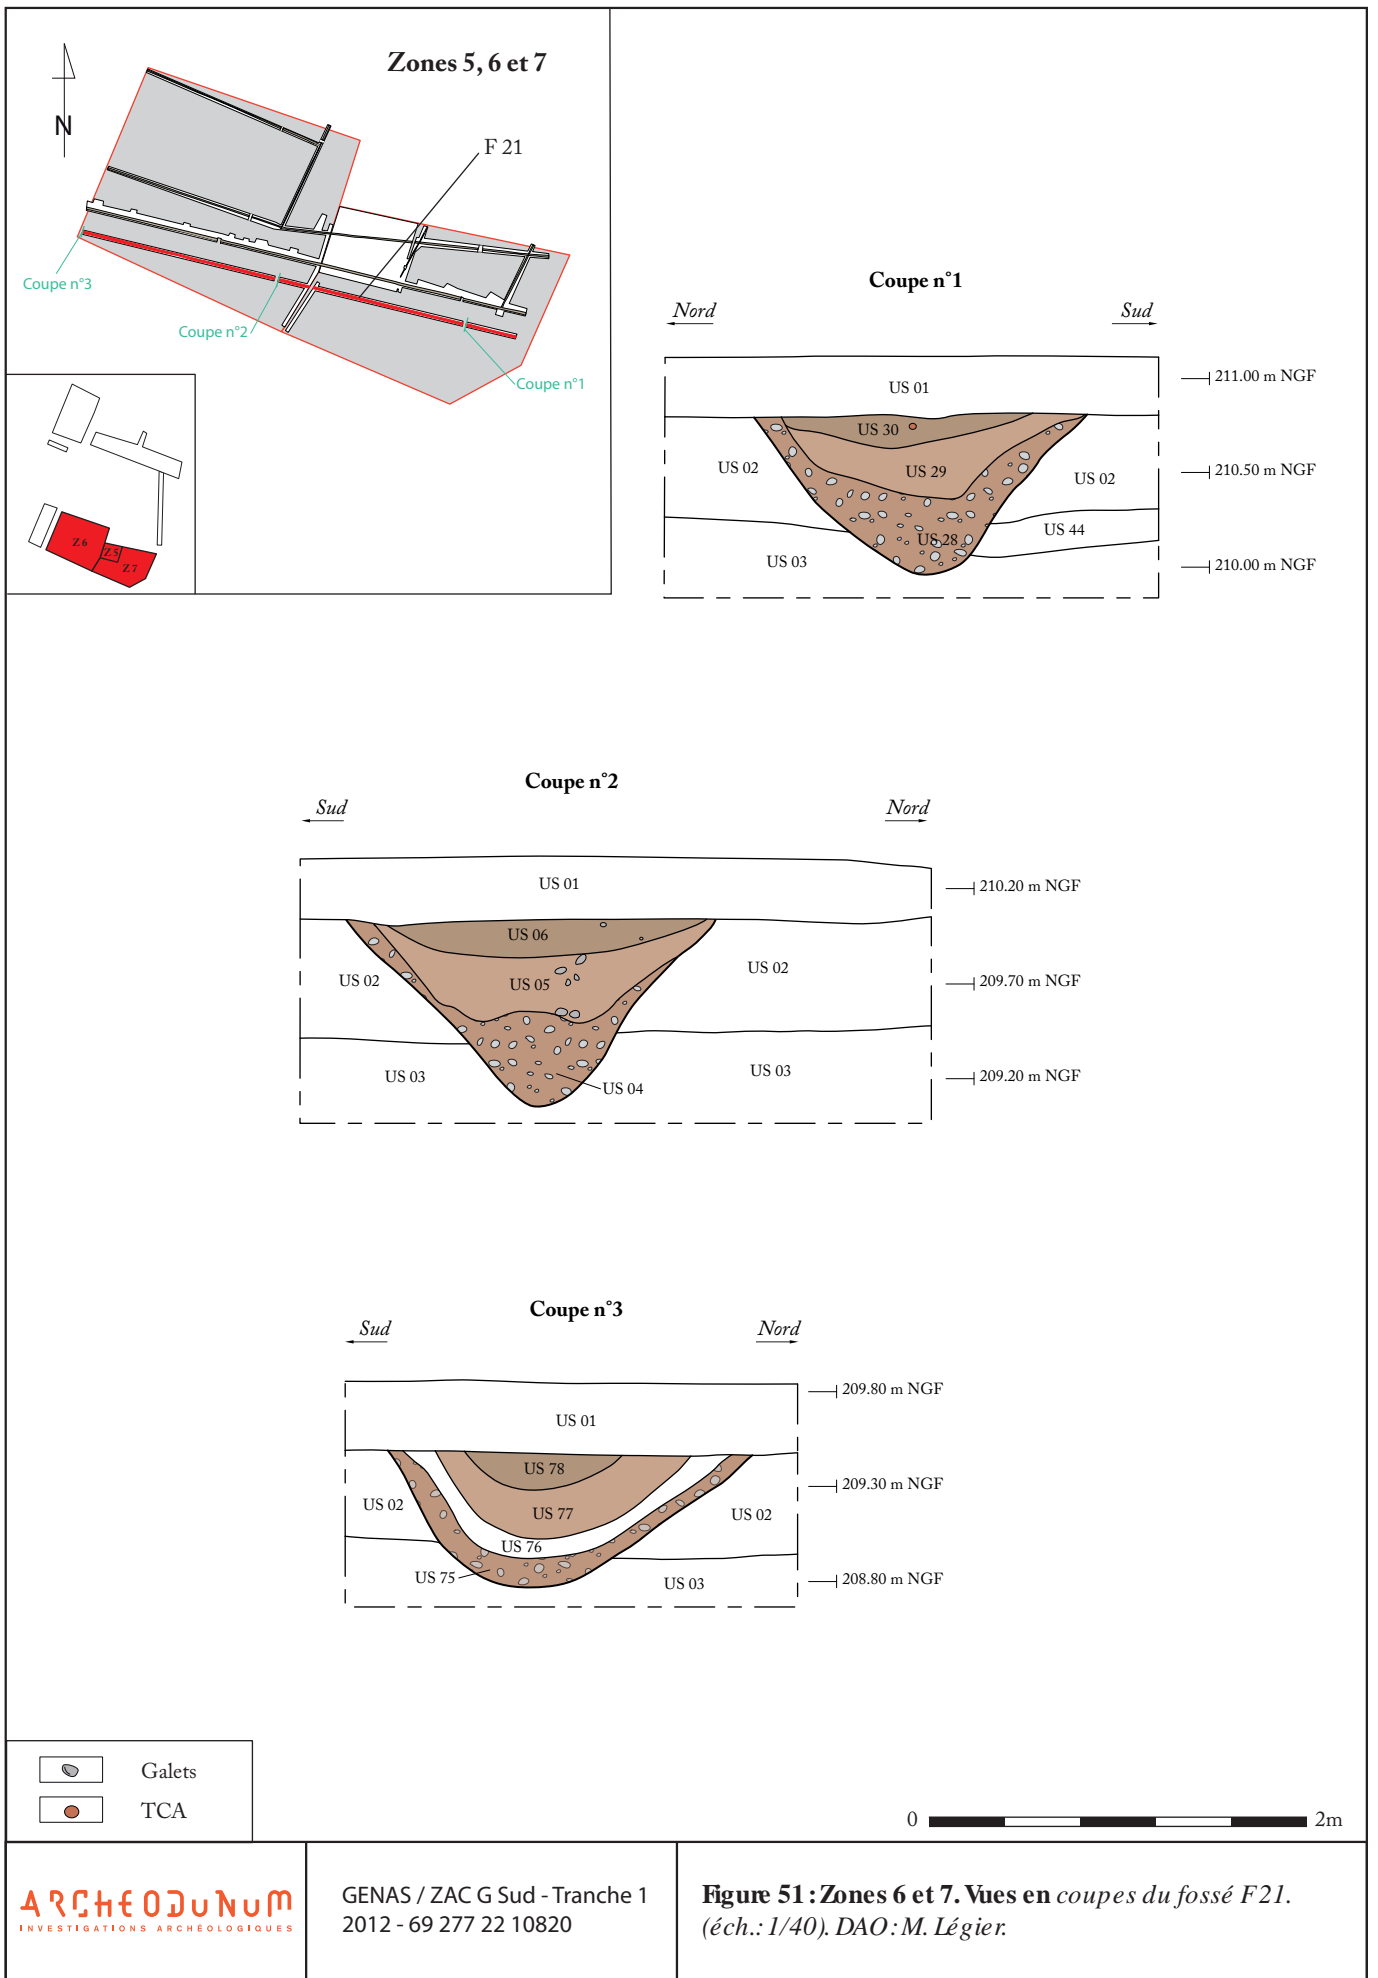 Zones 5, 6 et 7
N
F 21
Coupe n°3
Coupe n°2
Coupe n°1
Z 6
Z 5
Z 7
Coupe n°1
Nord
Sud
US 01
211.00 m NGF
US 30
US 02
US 29
210.50 m NGF
US 02
US 44
US 28
US 03
210.00 m NGF
Coupe n°2
Sud
Nord
US 01
210.20 m NGF
US 06
US 02
US 05
US 02
209.70 m NGF
US 03
US 04
US 03
209.20 m NGF
Coupe n°3
Sud
Nord
209.80 m NGF
US 01
US 78
209.30 m NGF
US 02
US 77
US 02
US 76
US 75
US 03
208.80 m NGF
Galets
TCA
0
2m
ARCHEODUNUM
INVESTIGATIONS ARCHÉOLOGIQUES
GENAS / ZAC G Sud - Tranche 1
2012 - 69 277 22 10820
Figure 51 : Zones 6 et 7. Vues en coupes du fossé F21.
(éch.: 1/40). DAO : M. Légier.